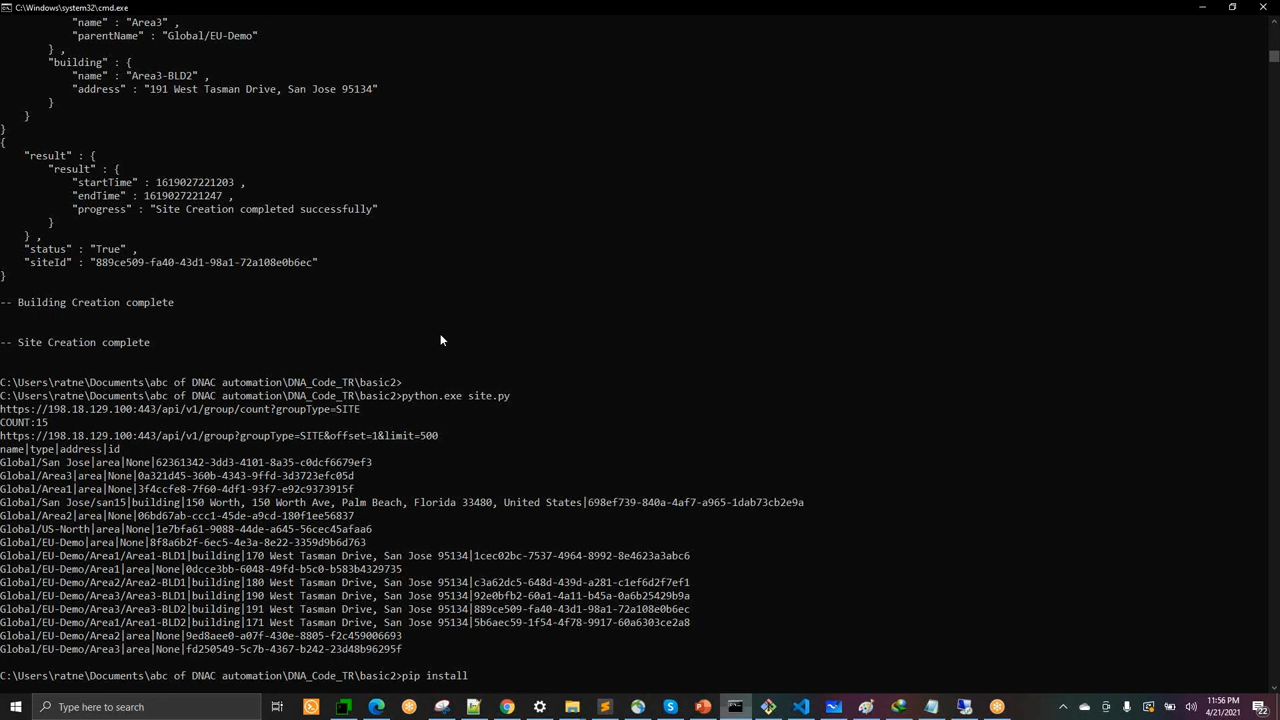 C:\Windows\system32\cmd.exe
"name" : "Area3" ,
"parentName" : "Global/EU-Demo"
} ,
"building" : {
"name" : "Area3-BLD2" ,
"address" : "191 West Tasman Drive, San Jose 95134"
}
}
}
{
"result" : {
"result" : {
"startTime" : 1619027221203 ,
"endTime" : 1619027221247 ,
"progress" : "Site Creation completed successfully"
}
} ,
"status" : "True" ,
"siteId" : "889ce509-fa40-43d1-98a1-72a108e0b6ec"
}
-- Building Creation complete
-- Site Creation complete
C:\Users\ratne\Documents\abc of DNAC automation\DNA_Code_TR\basic2>
C:\Users\ratne\Documents\abc of DNAC automation\DNA_Code_TR\basic2>python.exe site.py
https://198.18.129.100:443/api/v1/group/count?groupType=SITE
COUNT:15
https://198.18.129.100:443/api/v1/group?groupType=SITE&offset=1&limit=500
name|type|address|id
Global/San Jose|area|None|62361342-3dd3-4101-8a35-c0dcf6679ef3
Global/Area3|area|None|0a321d45-360b-4343-9ffd-3d3723efc05d
Global/Area1|area|None|3f4ccfe8-7f60-4df1-93f7-e92c9373915f
Global/San Jose/san15|building|150 Worth, 150 Worth Ave, Palm Beach, Florida 33480, United States|698ef739-840a-4af7-a965-1dab73cb2e9a
Global/Area2|area|None|06bd67ab-ccc1-45de-a9cd-180f1ee56837
Global/US-North|area|None|1e7bfa61-9088-44de-a645-56cec45afaa6
Global/EU-Demo|area|None|8f8a6b2f-6ec5-4e3a-8e22-3359d9b6d763
Global/EU-Demo/Area1/Area1-BLD1|building|170 West Tasman Drive, San Jose 95134|1cec02bc-7537-4964-8992-8e4623a3abc6
Global/EU-Demo/Area1|area|None|0dcce3bb-6048-49fd-b5c0-b583b4329735
Global/EU-Demo/Area2/Area2-BLD1|building|180 West Tasman Drive, San Jose 95134|c3a62dc5-648d-439d-a281-c1ef6d2f7ef1
Global/EU-Demo/Area3/Area3-BLD1|building|190 West Tasman Drive, San Jose 95134|92e0bfb2-60a1-4a11-b45a-0a6b25429b9a
Global/EU-Demo/Area3/Area3-BLD2|building|191 West Tasman Drive, San Jose 95134|889ce509-fa40-43d1-98a1-72a108e0b6ec
Global/EU-Demo/Area1/Area1-BLD2|building|171 West Tasman Drive, San Jose 95134|5b6aec59-1f54-4f78-9917-60a6303ce2a8
Global/EU-Demo/Area2|area|None|9ed8aee0-a07f-430e-8805-f2c459006693
Global/EU-Demo/Area3|area|None|fd250549-5c7b-4367-b242-23d48b96295f
C:\Users\ratne\Documents\abc of DNAC automation\DNA_Code_TR\basic2>pip install
Type here to search
11:56 PM
4/21/2021
22